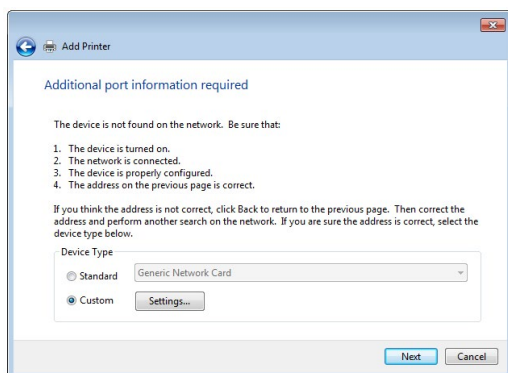 Add Printer
Additional port information required
The device is not found on the network. Be sure that:
1. The device is turned on.
2. The network is connected.
3. The device is properly configured.
4. The address on the previous page is correct.
If you think the address is not correct, click Back to return to the previous page. Then correct the
address and perform another search on the network. If you are sure the address is correct, select the
device type below.
Device Type
Standard Generic Network Card
Custom Settings...
Next Cancel